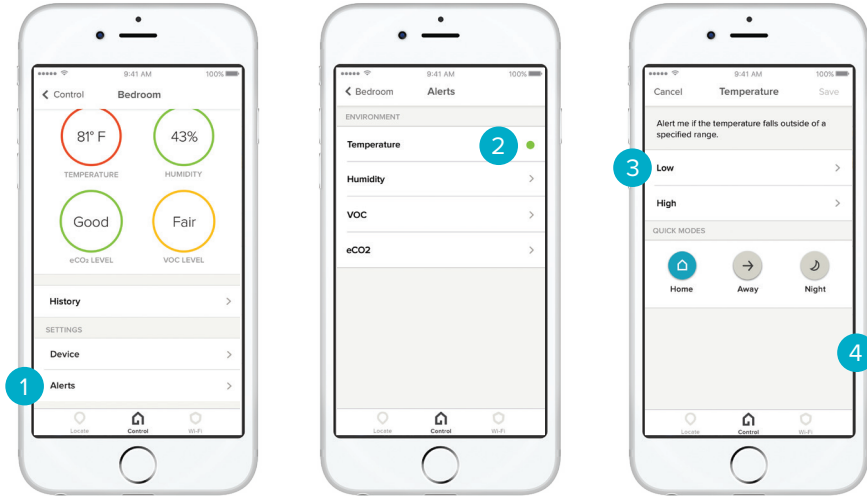 9:41 AM 100%
Control Bedroom
81° F 43%
TEMPERATURE HUMIDITY
Good Fair
eCO₂ LEVEL VOC LEVEL
History
SETTINGS
Device
1 Alerts
Locate Control Wi-Fi
9:41 AM 100%
Bedroom Alerts
ENVIRONMENT
Temperature 2
Humidity
VOC
eCO2
Locate Control Wi-Fi
9:41 AM 100%
Cancel Temperature Save
Alert me if the temperature falls outside of a
specified range.
3 Low
High
QUICK MODES
Home Away Night
4
Locate Control Wi-Fi